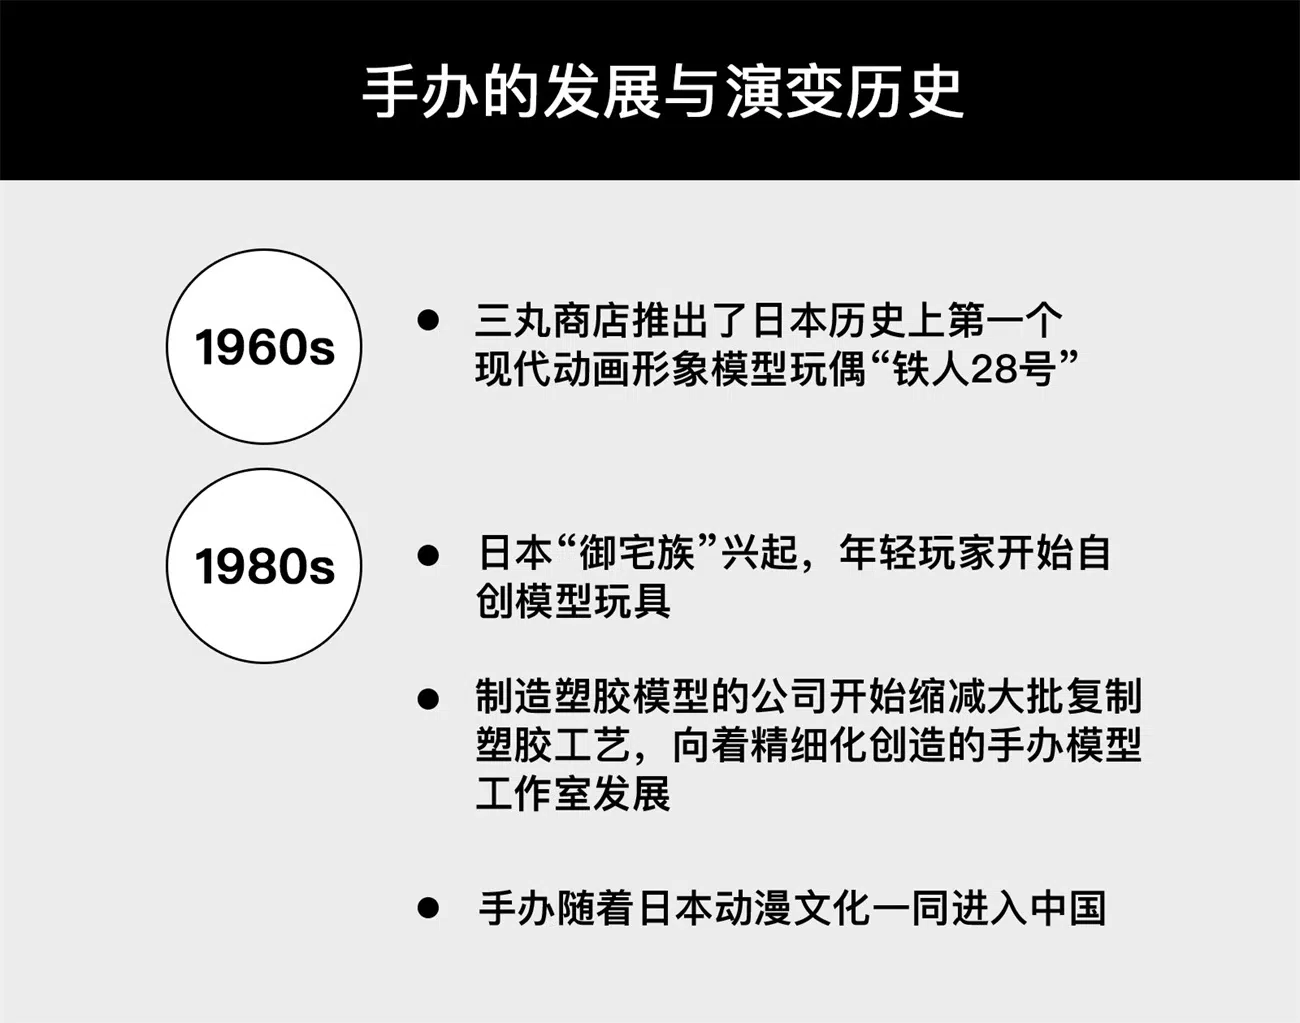 手办的发展与演变历史
1960s
三丸商店推出了日本历史上第一个
现代动画形象模型玩偶“铁人28号”
1980s
日本“御宅族”兴起，年轻玩家开始自
创模型玩具
制造塑胶模型的公司开始缩减大批复制
塑胶工艺，向着精细化创造的手办模型
工作室发展
手办随着日本动漫文化一同进入中国